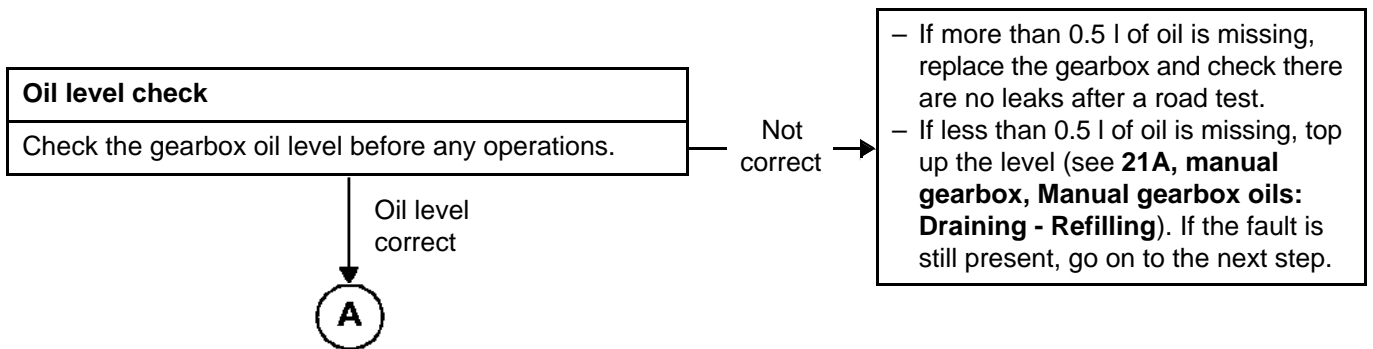 Oil level check
Check the gearbox oil level before any operations.
Oil level
correct
A
Not
correct
– If more than 0.5 l of oil is missing,
replace the gearbox and check there
are no leaks after a road test.
– If less than 0.5 l of oil is missing, top
up the level (see 21A, manual
gearbox, Manual gearbox oils:
Draining - Refilling). If the fault is
still present, go on to the next step.